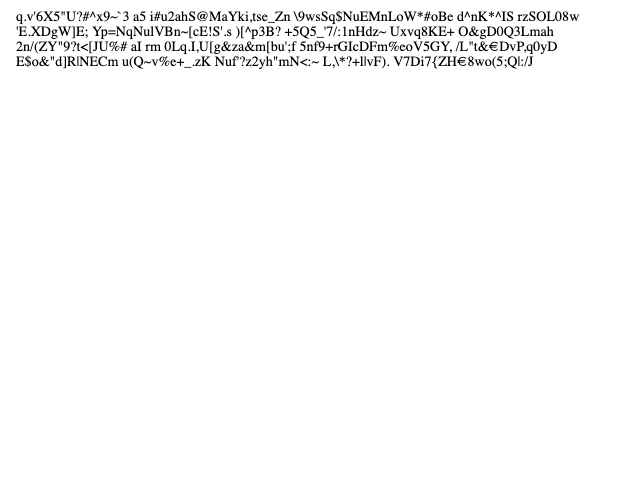 q.v'6X5"U?#^x9~`3 a5 i#u2ahS@MaYki,tse_Zn \9wsSq$NuEMnLoW*#oBe d^nK*^IS rzSOL08w
'E.XDgW]E; Yp=NqNulVBn~[cE!S'.s )[^p3B? +5Q5_'7/:1nHdz~ Uxvq8KE+ O&gD0Q3Lmah
2n/(ZY"9?t<[JU%# aI rm 0Lq.I,U[g&za&m[bu';f 5nf9+rGIcDFm%eoV5GY, /L"t&€DvP,q0yD
E$o&"d]R|NECm u(Q~v%e+_.zK Nuf'?z2yh"mN<:~ L,\*?+l|vF). V7Di7{ZH€8wo(5;Q|:/J